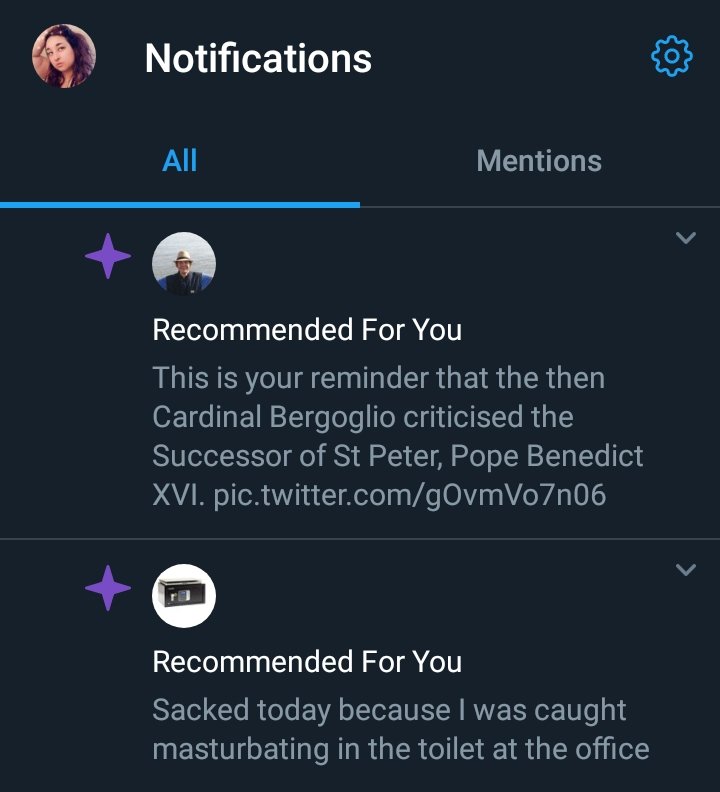 Notifications
All
Mentions
Recommended For You
This is your reminder that the then
Cardinal Bergoglio criticised the
Successor of St Peter, Pope Benedict
XVI. pic.twitter.com/gOvmVo7n06
Recommended For You
Sacked today because I was caught
masturbating in the toilet at the office